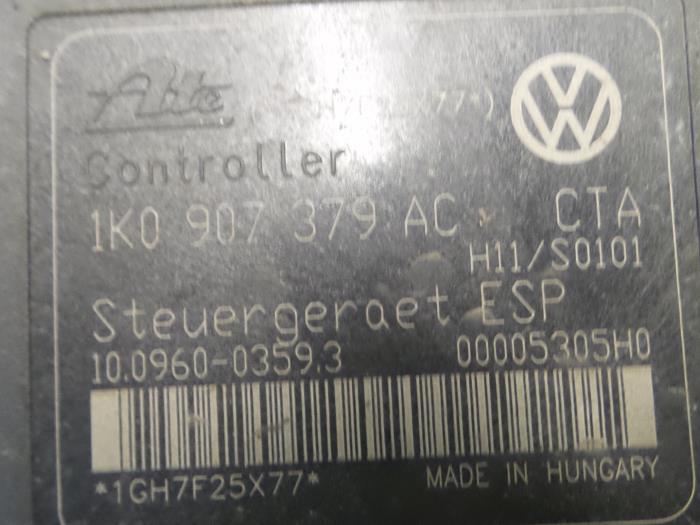 Ate
Controller
1K0 907 379 AC CTA
H11/S0101
Steuergeraet ESP
10.0960-0359.3 00005305H0
*1GH7F25X77* MADE IN HUNGARY